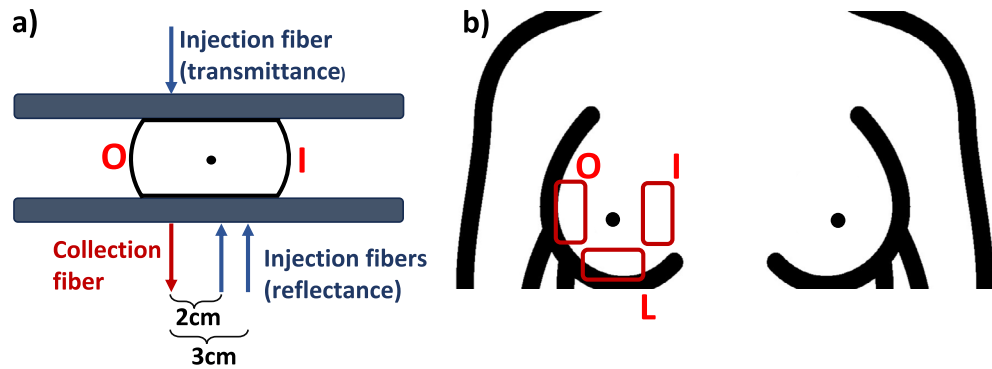 a)
Injection fiber
(transmittance)
O
I
Collection
fiber
Injection fibers
(reflectance)
2cm
3cm
b)
O
I
L